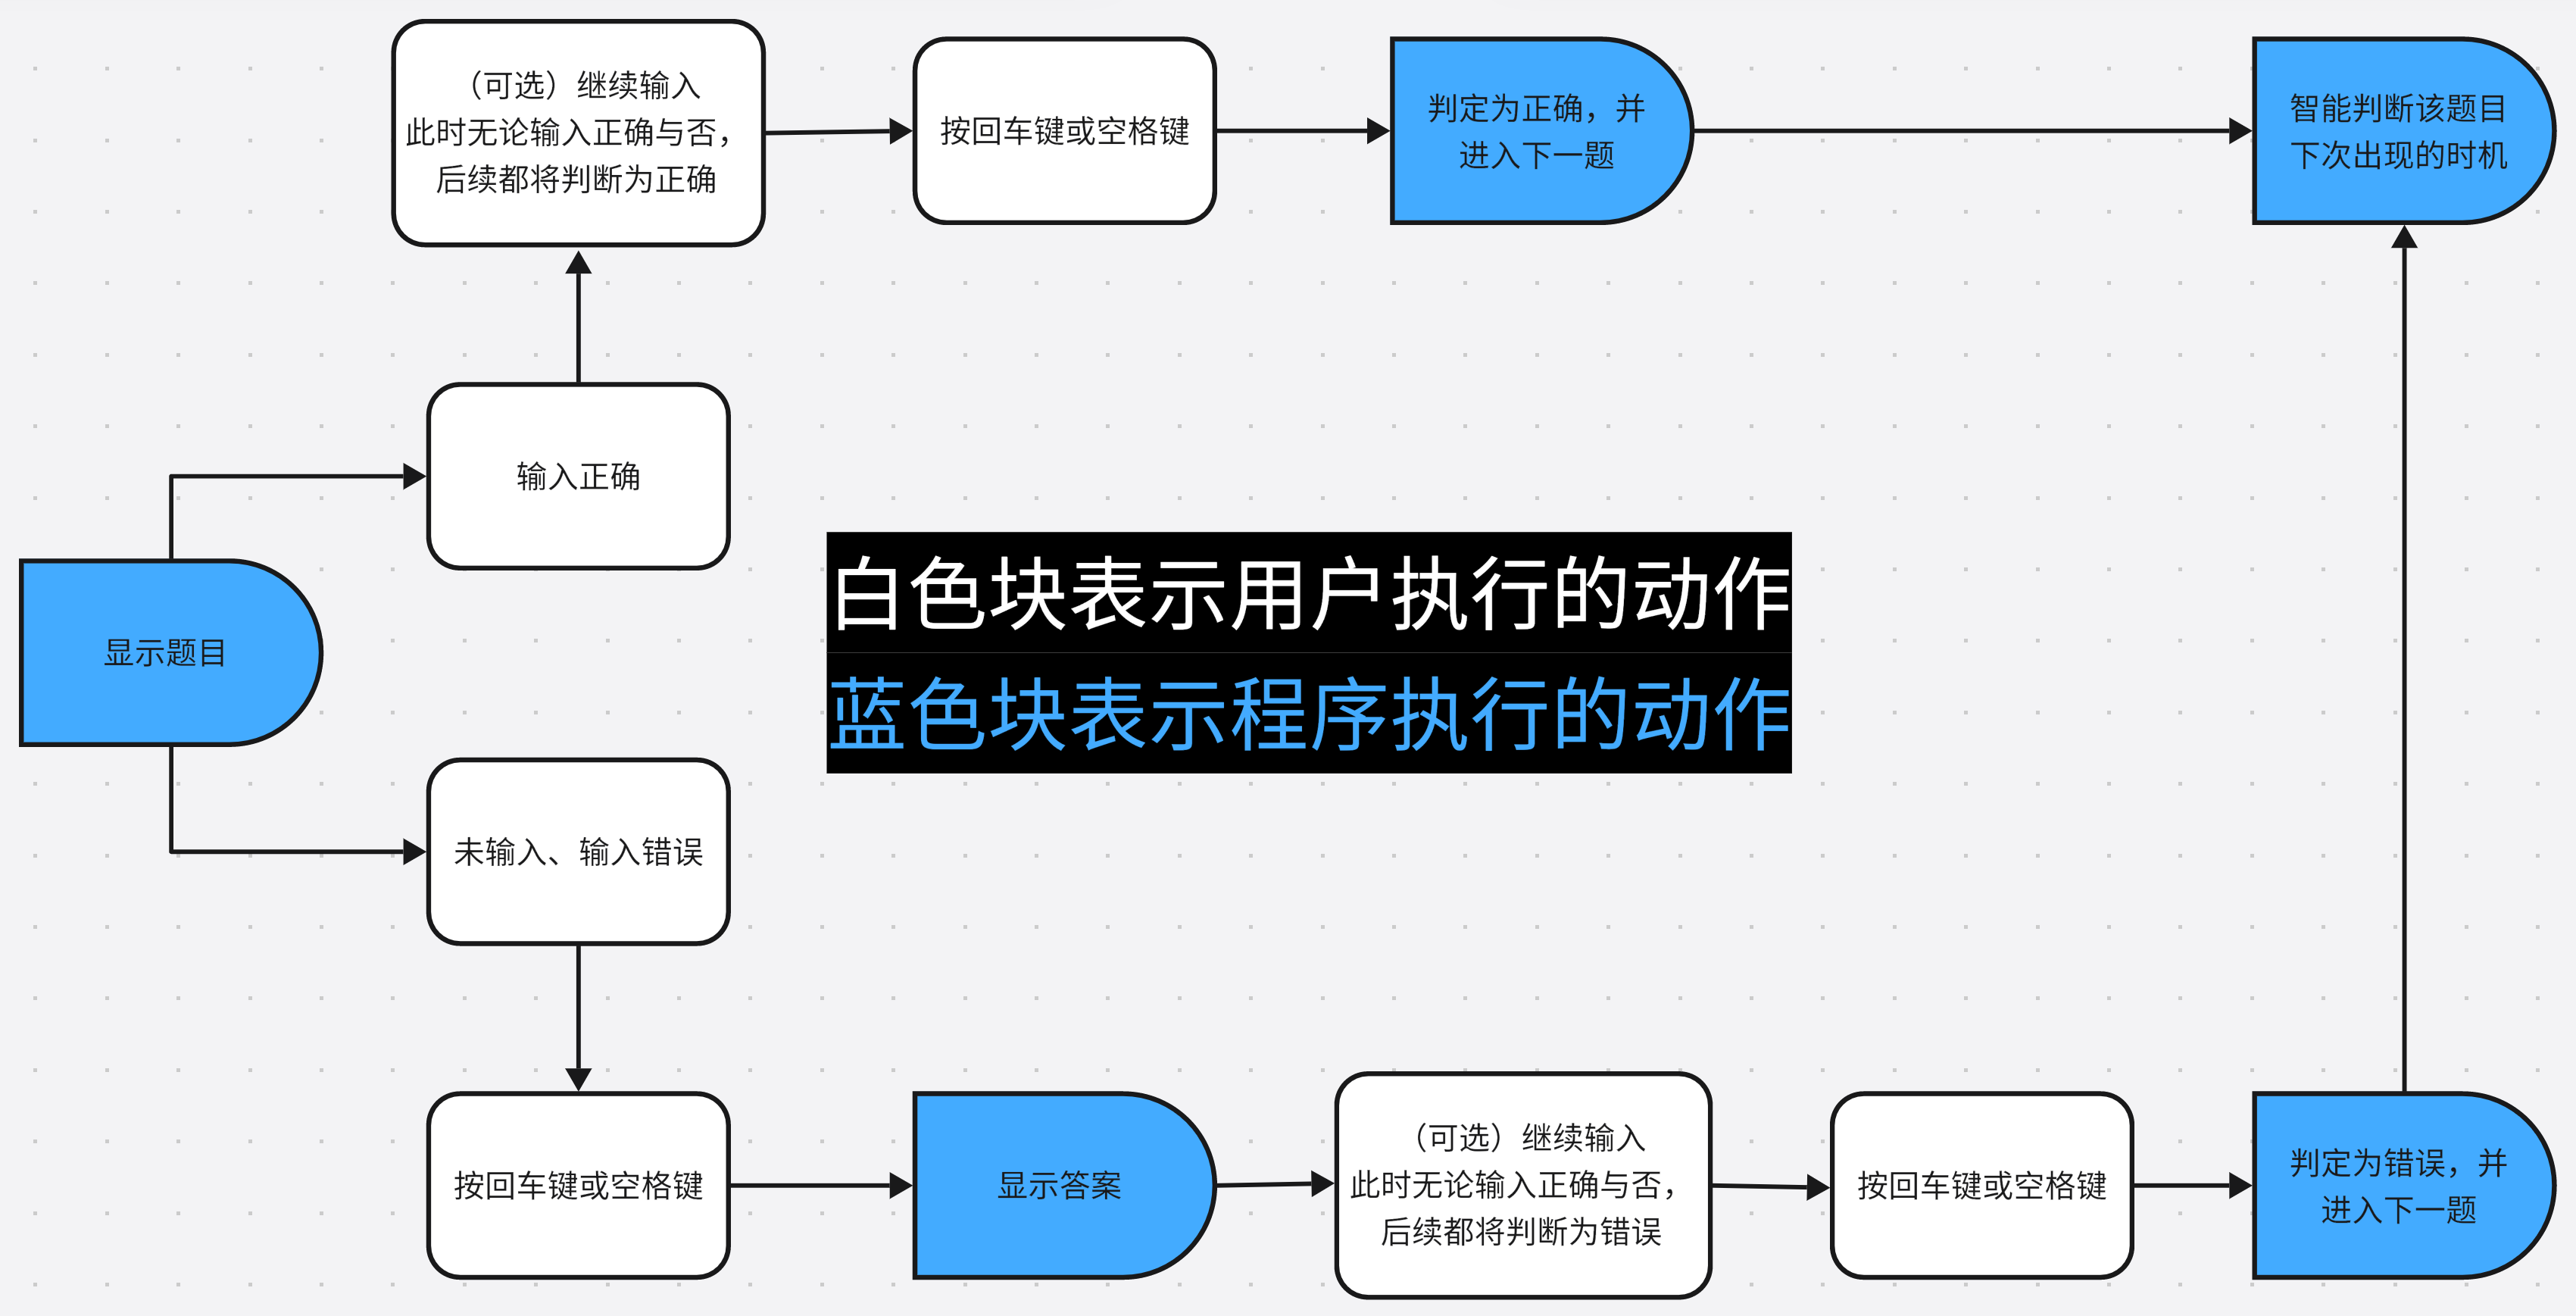 （可选）继续输入
此时无论输入正确与否，
后续都将判断为正确
按回车键或空格键
判定为正确，并
进入下一题
智能判断该题目
下次出现的时机
输入正确
显示题目
白色块表示用户执行的动作
蓝色块表示程序执行的动作
未输入、输入错误
按回车键或空格键
显示答案
（可选）继续输入
此时无论输入正确与否，
后续都将判断为错误
按回车键或空格键
判定为错误，并
进入下一题